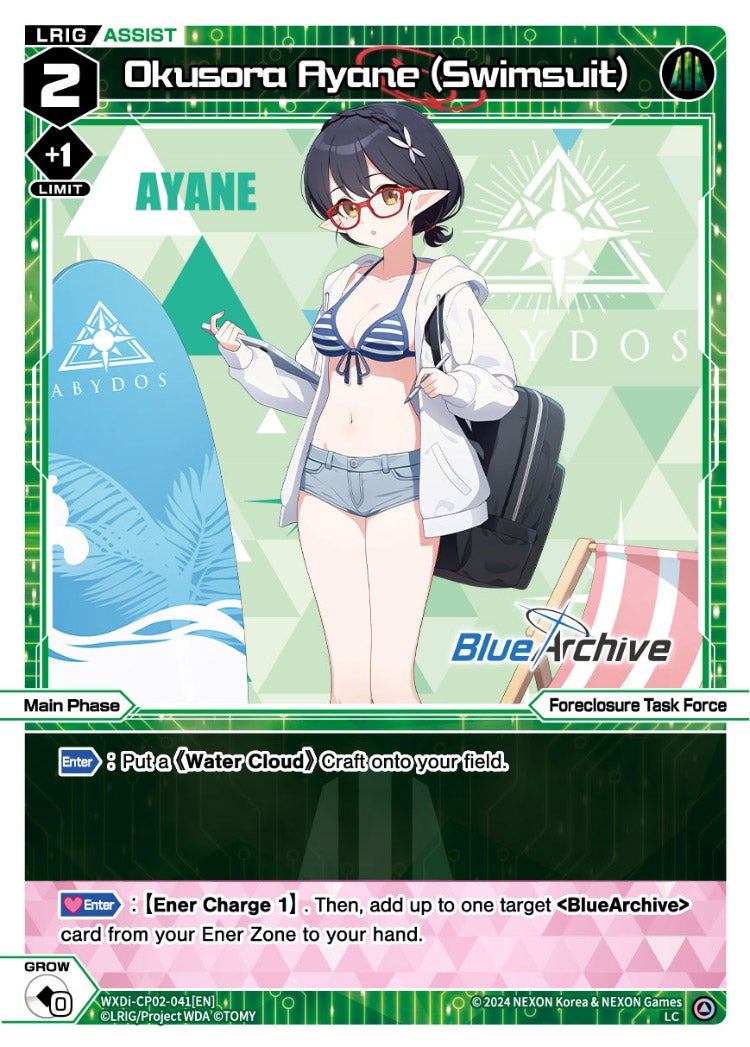 LRIG ASSIST
2
Okusora Ayane (Swimsuit)
+1
LIMIT
AYANE
ABYDOS
YDOS
BlueArchive
Main Phase
Foreclosure Task Force
Enter : Put a 《Water Cloud》 Craft onto your field.
Enter : 【Ener Charge 1】. Then, add up to one target <BlueArchive>
card from your Ener Zone to your hand.
GROW
0
WXDi-CP02-041[EN]
©LRIG/Project WDA ©TOMY
© 2024 NEXON Korea & NEXON Games
LC